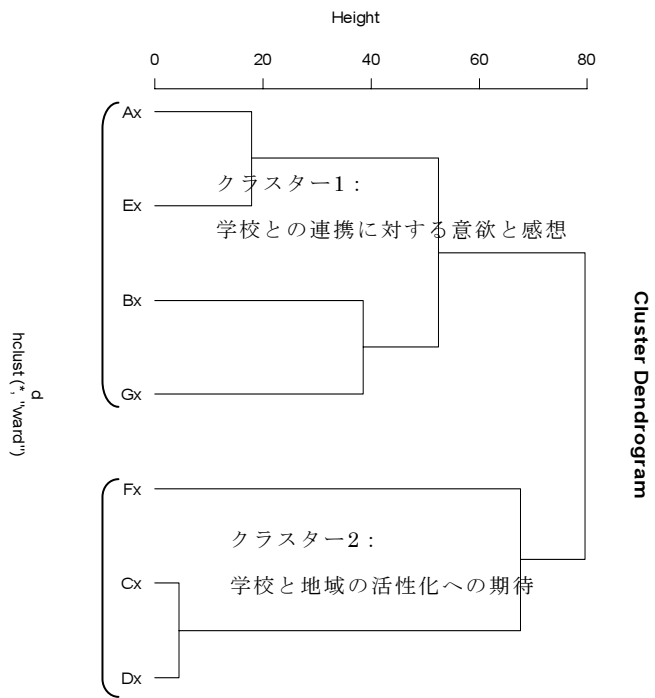 Height
0 20 40 60 80
Ax
クラスター1：
Ex
学校との連携に対する意欲と感想
Bx
Gx
Fx
クラスター2：
Cx
学校と地域の活性化への期待
Dx
Cluster Dendrogram
d
hclust (*, "ward")